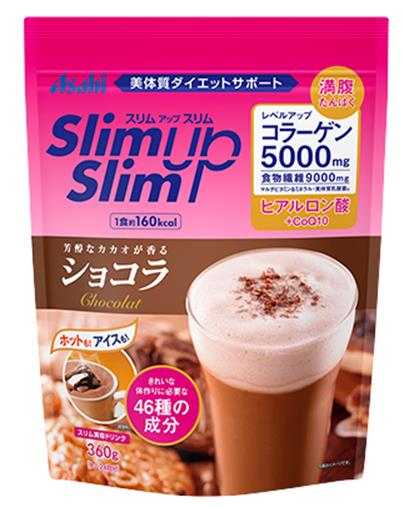 Asahi
美体質ダイエットサポート
満腹
たんぱく
スリム アップ スリム
Slim up
Slim
レベルアップ
コラーゲン
5000mg
食物繊維9000mg
ヒアルロン酸
+CoQ10
1食約160kcal
芳醇なカカオが香る
ショコラ
Chocolat
ホットも!アイスも!
きれいな
体作りに必要な
46種の
成分
スリム美容ドリンク
360g